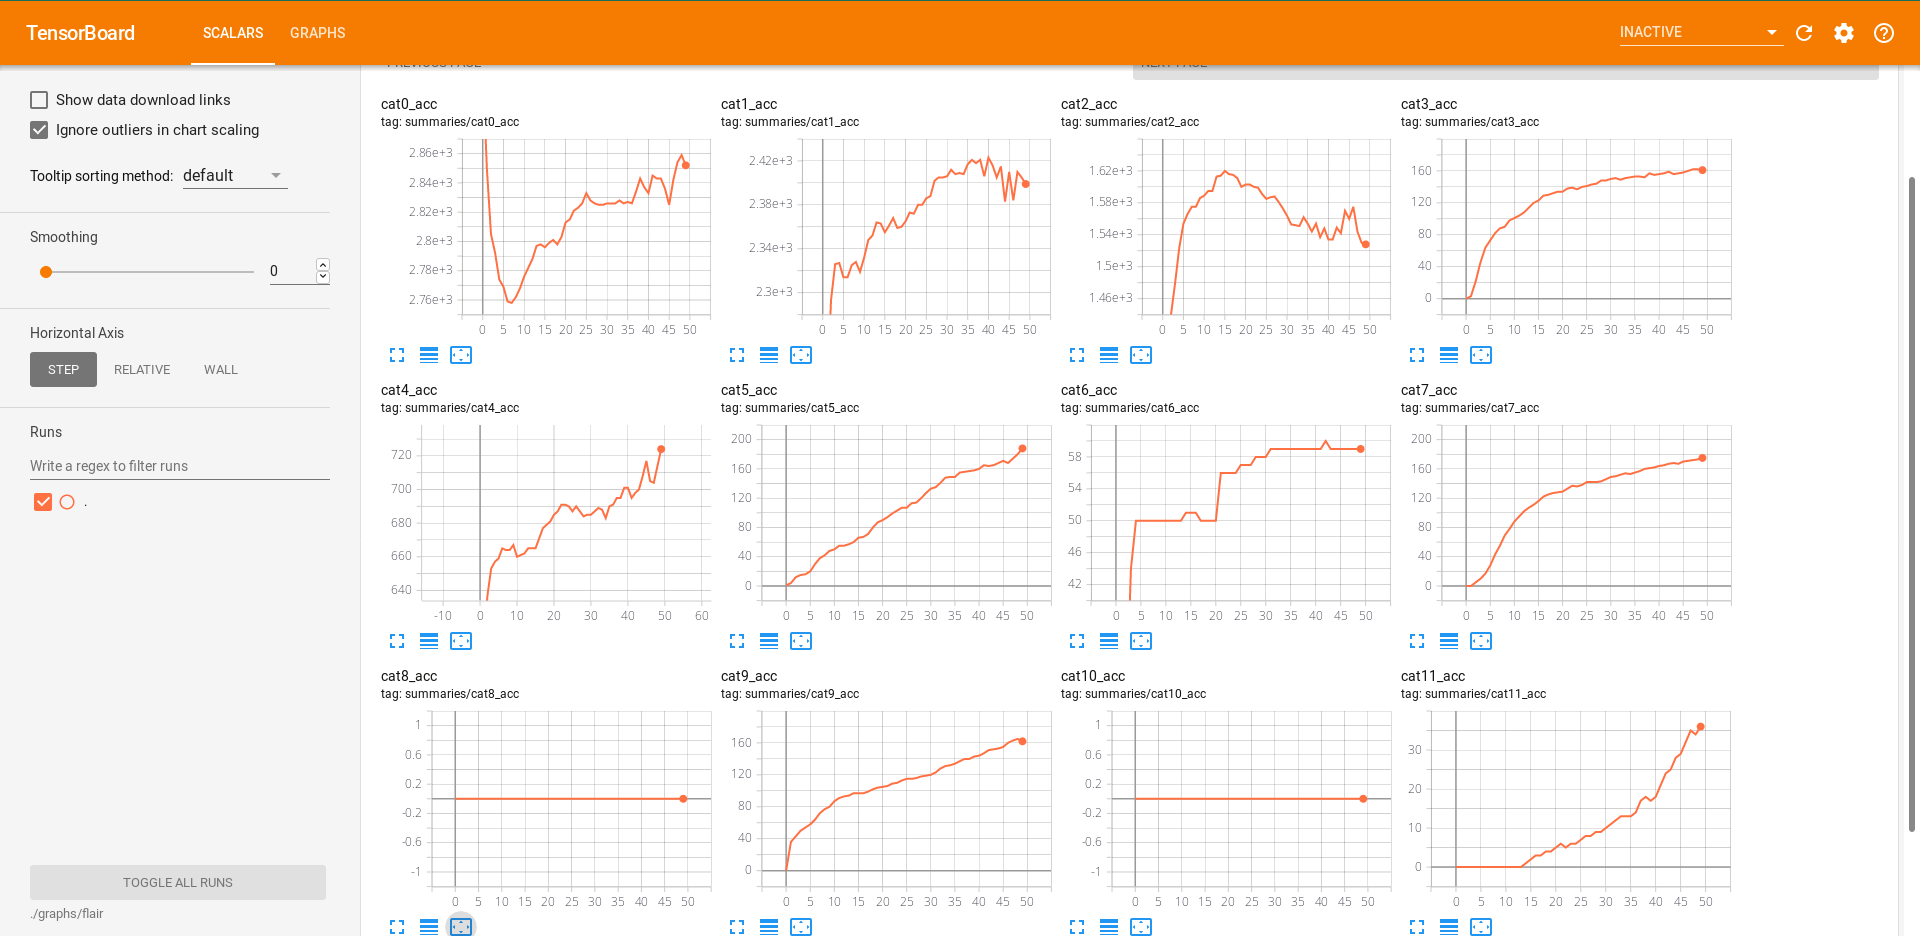 TensorBoard
SCALARS GRAPHS
INACTIVE
Show data download links
Ignore outliers in chart scaling
Tooltip sorting method: default
Smoothing
0
Horizontal Axis
STEP RELATIVE WALL
Runs
Write a regex to filter runs
.
TOGGLE ALL RUNS
./graphs/flair
cat0_acc
tag: summaries/cat0_acc
2.86e+3
2.84e+3
2.82e+3
2.8e+3
2.78e+3
2.76e+3
0 5 10 15 20 25 30 35 40 45 50
cat1_acc
tag: summaries/cat1_acc
2.42e+3
2.38e+3
2.34e+3
2.3e+3
0 5 10 15 20 25 30 35 40 45 50
cat2_acc
tag: summaries/cat2_acc
1.62e+3
1.58e+3
1.54e+3
1.5e+3
1.46e+3
0 5 10 15 20 25 30 35 40 45 50
cat3_acc
tag: summaries/cat3_acc
160
120
80
40
0
0 5 10 15 20 25 30 35 40 45 50
cat4_acc
tag: summaries/cat4_acc
720
700
680
660
640
-10 0 10 20 30 40 50 60
cat5_acc
tag: summaries/cat5_acc
200
160
120
80
40
0
0 5 10 15 20 25 30 35 40 45 50
cat6_acc
tag: summaries/cat6_acc
58
54
50
46
42
0 5 10 15 20 25 30 35 40 45 50
cat7_acc
tag: summaries/cat7_acc
200
160
120
80
40
0
0 5 10 15 20 25 30 35 40 45 50
cat8_acc
tag: summaries/cat8_acc
1
0.6
0.2
-0.2
-0.6
-1
0 5 10 15 20 25 30 35 40 45 50
cat9_acc
tag: summaries/cat9_acc
160
120
80
40
0
0 5 10 15 20 25 30 35 40 45 50
cat10_acc
tag: summaries/cat10_acc
1
0.6
0.2
-0.2
-0.6
-1
0 5 10 15 20 25 30 35 40 45 50
cat11_acc
tag: summaries/cat11_acc
30
20
10
0
0 5 10 15 20 25 30 35 40 45 50